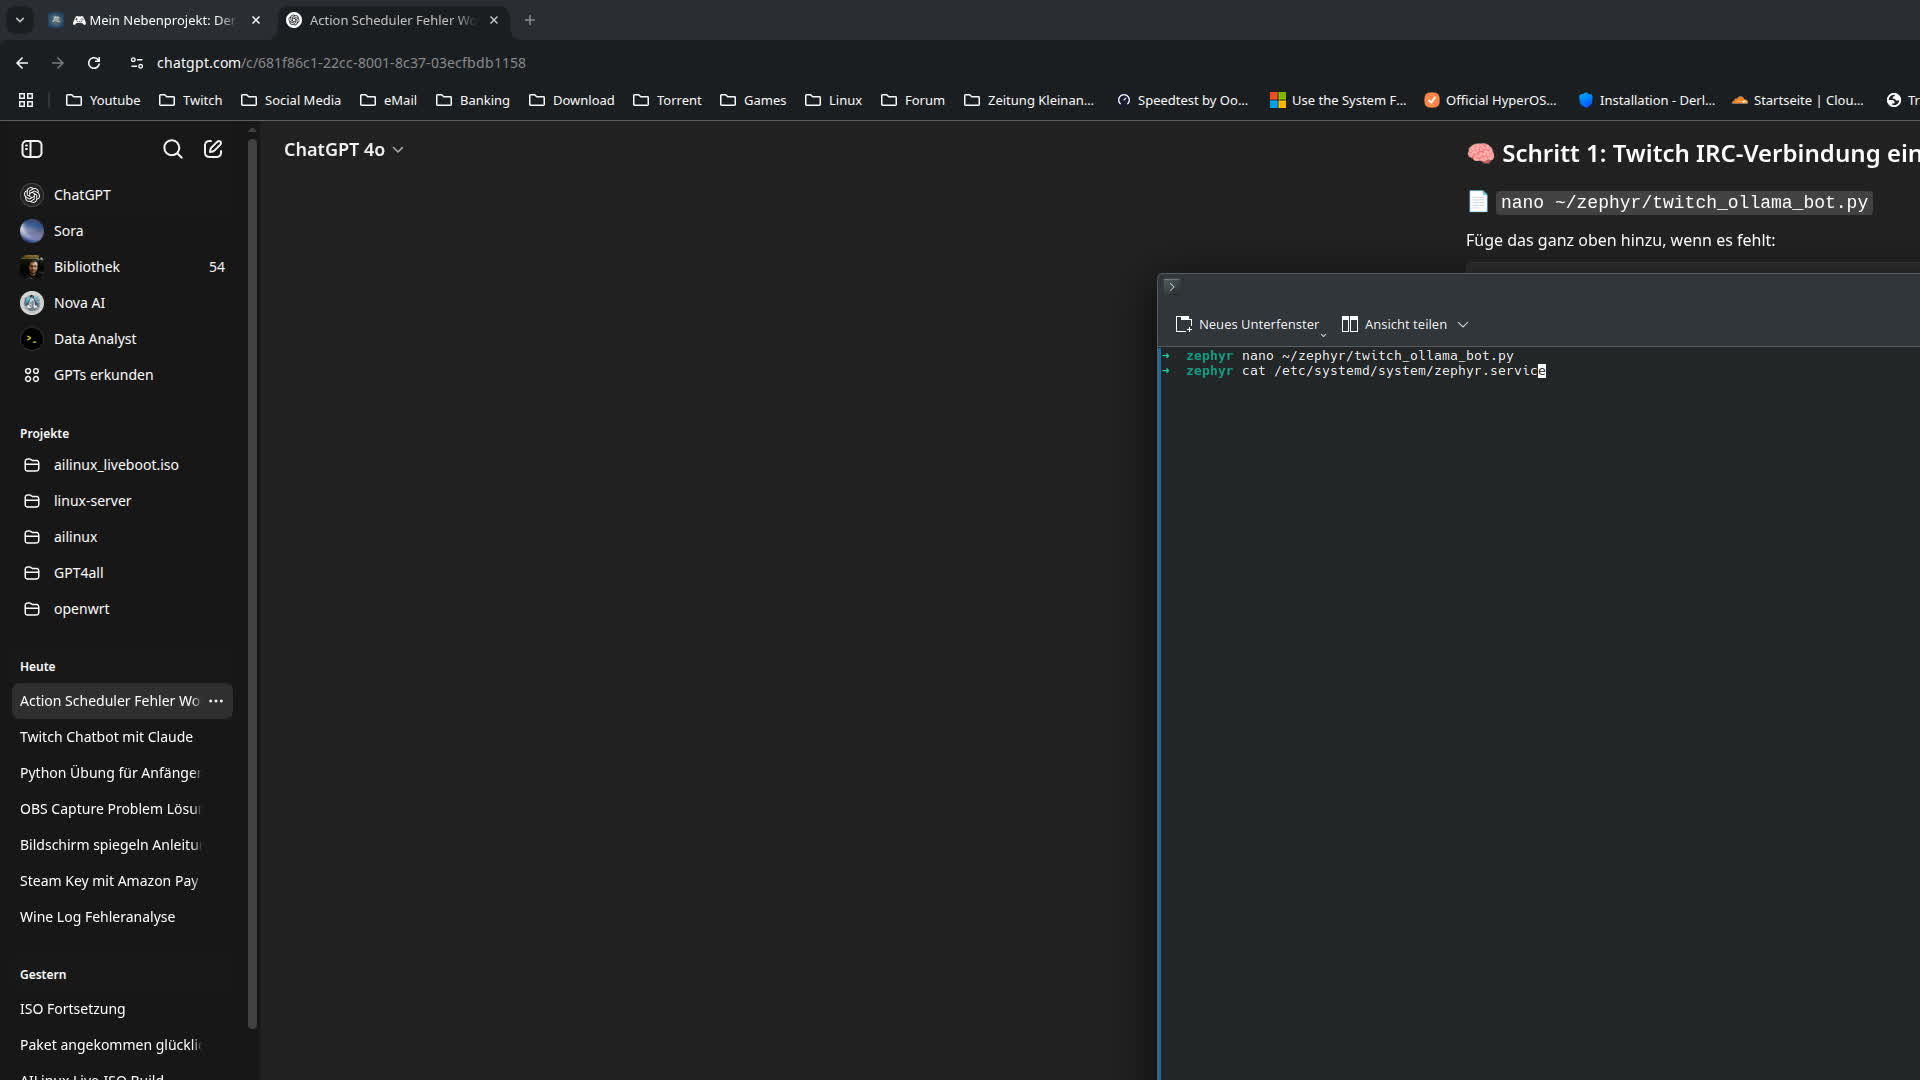 🎮 Mein Nebenprojekt: Der
Action Scheduler Fehler Wo
chatgpt.com/c/681f86c1-22cc-8001-8c37-03ecfbdb1158
Youtube
Twitch
Social Media
eMail
Banking
Download
Torrent
Games
Linux
Forum
Zeitung Kleinan...
Speedtest by Oo...
Use the System F...
Official HyperOS...
Installation - Derl...
Startseite | Clou...
Tr
ChatGPT 4o
ChatGPT
Sora
Bibliothek 54
Nova AI
Data Analyst
GPTs erkunden
Projekte
ailinux_liveboot.iso
linux-server
ailinux
GPT4all
openwrt
Heute
Action Scheduler Fehler Wo
Twitch Chatbot mit Claude
Python Übung für Anfänger
OBS Capture Problem Lösu
Bildschirm spiegeln Anleitu
Steam Key mit Amazon Pay
Wine Log Fehleranalyse
Gestern
ISO Fortsetzung
Paket angekommen glückli
AILinux Live ISO Build
🧠 Schritt 1: Twitch IRC-Verbindung ein
📄 nano ~/zephyr/twitch_ollama_bot.py
Füge das ganz oben hinzu, wenn es fehlt:
Neues Unterfenster
Ansicht teilen
➜ zephyr nano ~/zephyr/twitch_ollama_bot.py
➜ zephyr cat /etc/systemd/system/zephyr.service